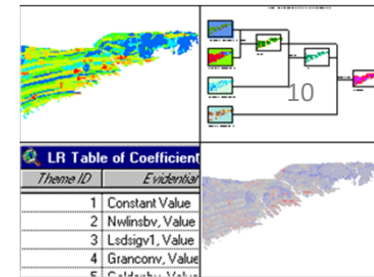 10
LR Table of Coefficient
Theme ID Evidential
1 Constant Value
2 Nwlinsbv, Value
3 Lsdsigv1, Value
4 Granconv, Value